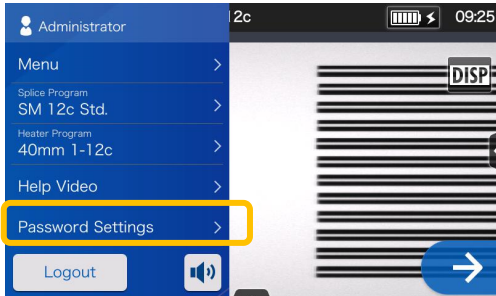 Administrator
2c
09:25
Menu
DISP
Splice Program
SM 12c Std.
Heater Program
40mm 1-12c
Help Video
Password Settings
Logout